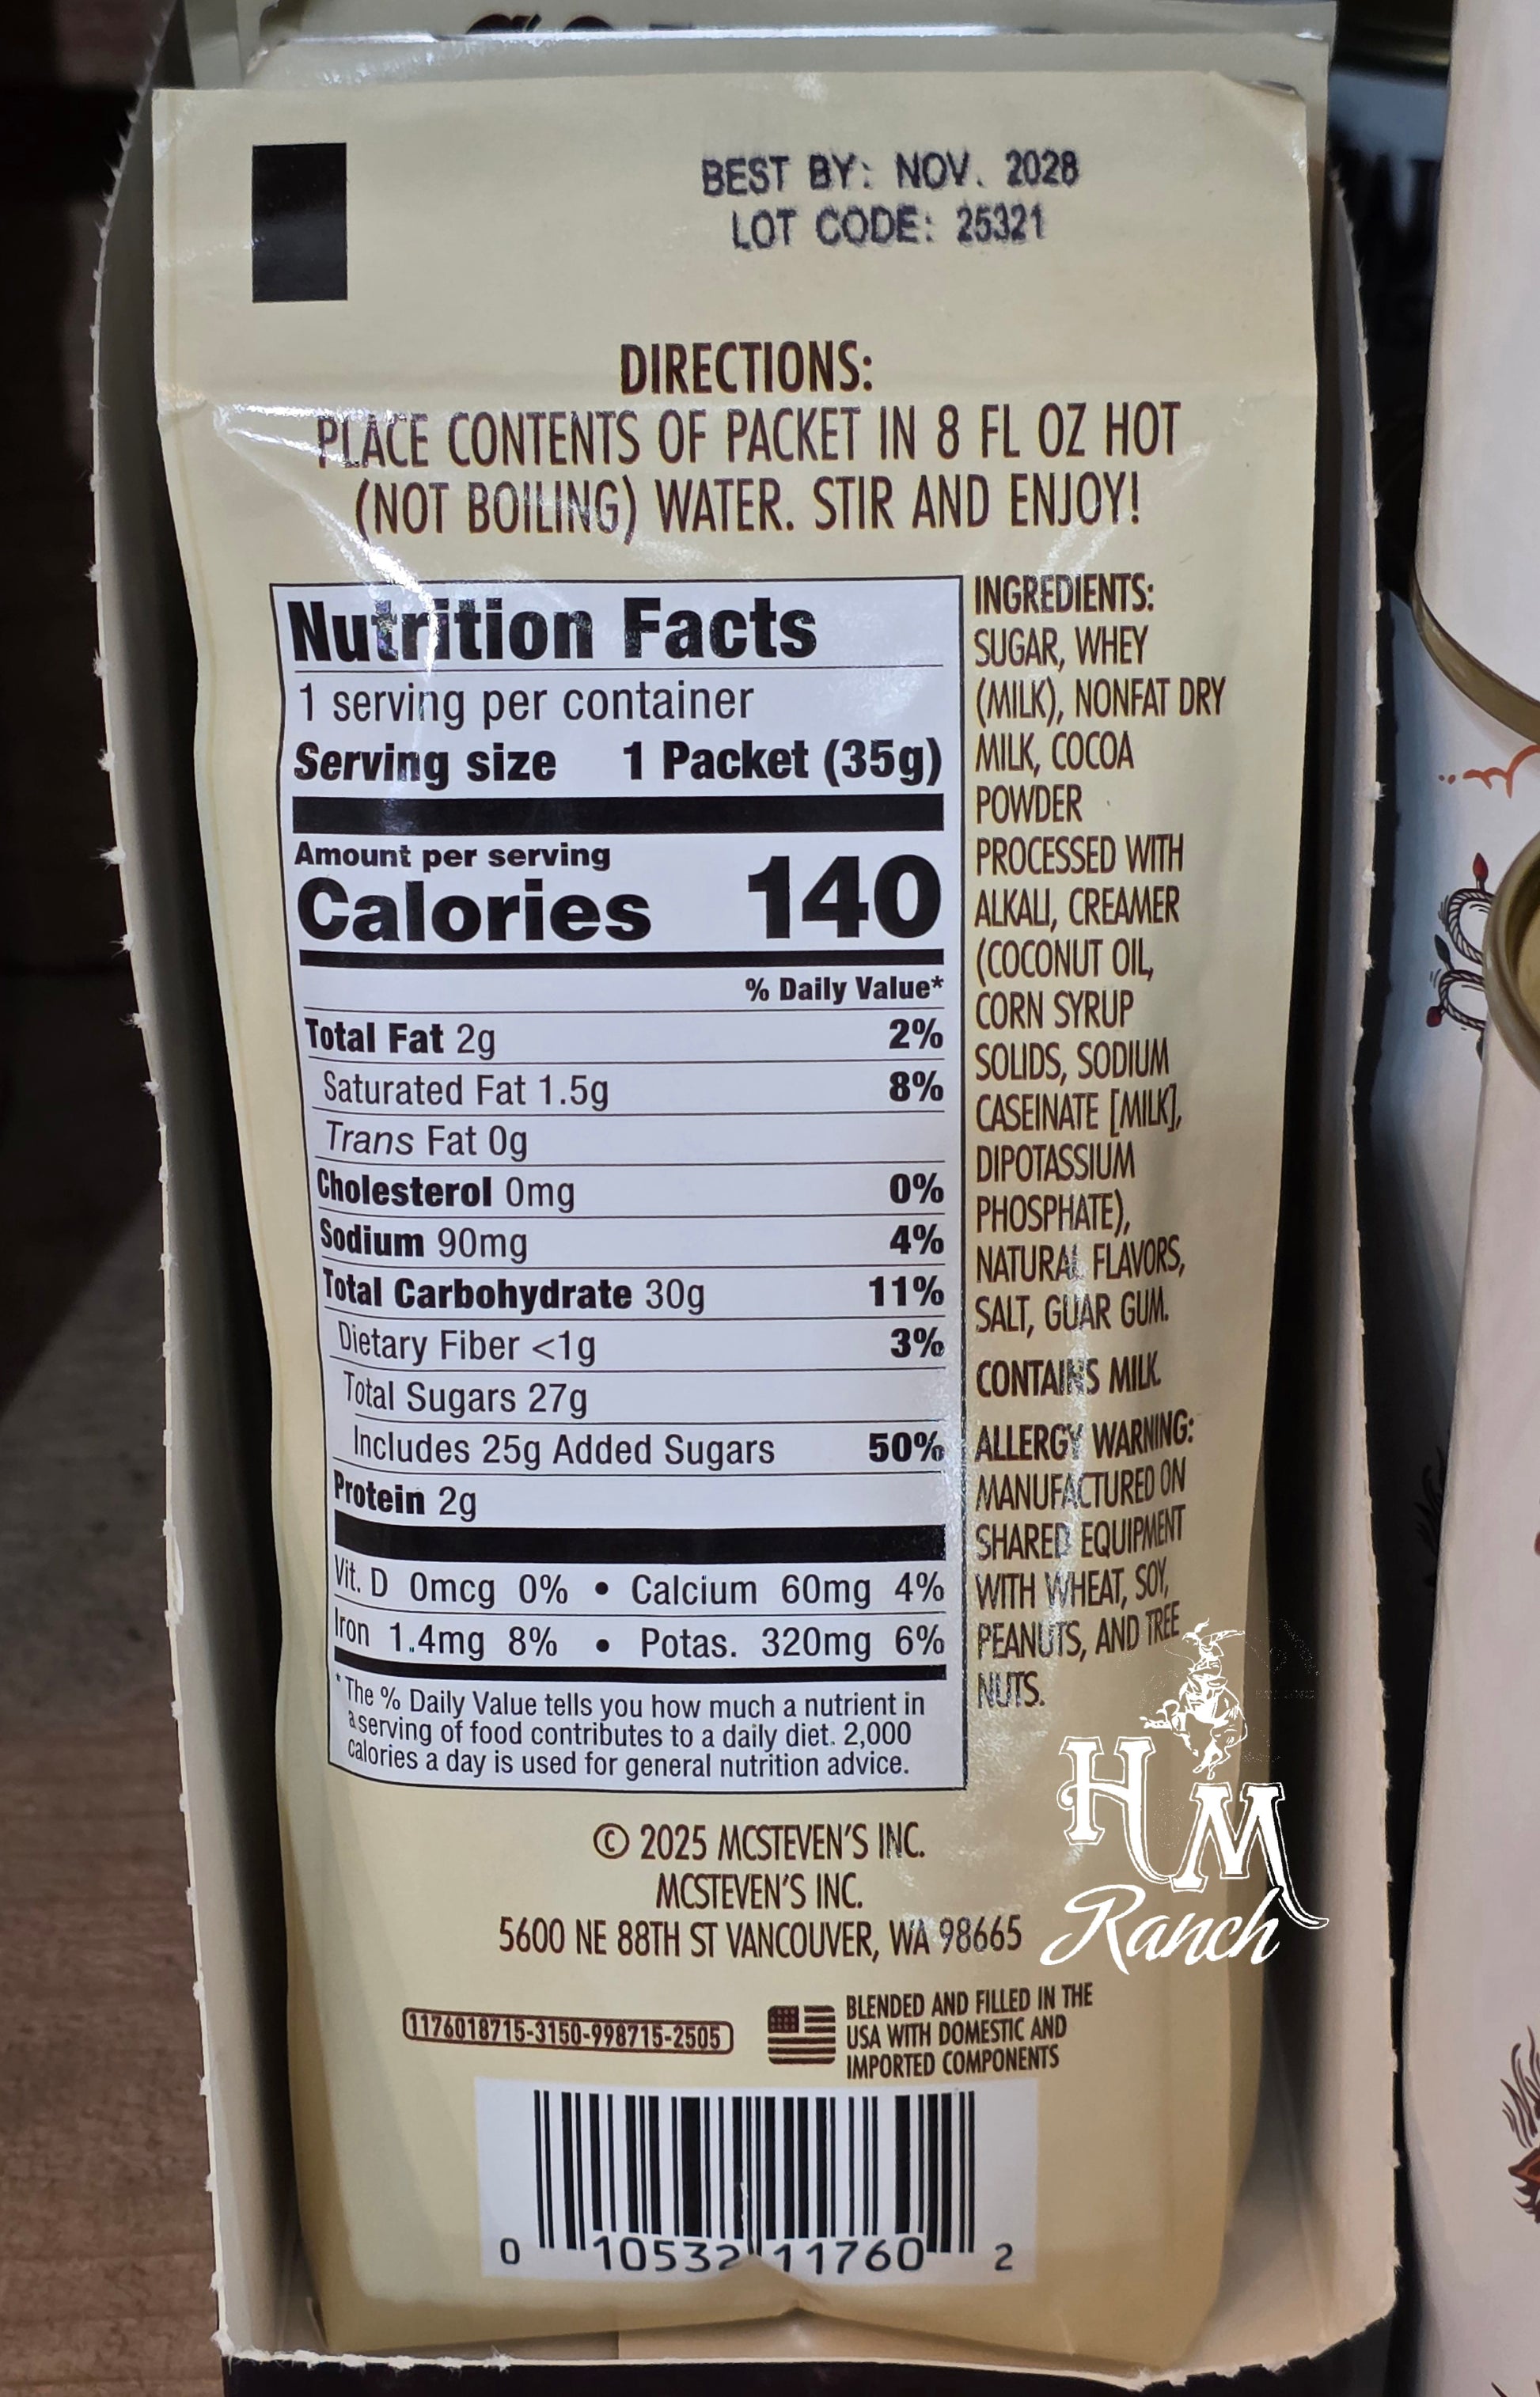 BEST BY: NOV. 2028
LOT CODE: 25321
DIRECTIONS:
PLACE CONTENTS OF PACKET IN 8 FL OZ HOT
(NOT BOILING) WATER. STIR AND ENJOY!
Nutrition Facts
1 serving per container
Serving size 1 Packet (35g)
Amount per serving
Calories 140
% Daily Value*
Total Fat 2g 2%
Saturated Fat 1.5g 8%
Trans Fat 0g
Cholesterol 0mg 0%
Sodium 90mg 4%
Total Carbohydrate 30g 11%
Dietary Fiber <1g 3%
Total Sugars 27g
Includes 25g Added Sugars 50%
Protein 2g
Vit. D 0mcg 0% • Calcium 60mg 4%
Iron 1.4mg 8% • Potas. 320mg 6%
*The % Daily Value tells you how much a nutrient in
a serving of food contributes to a daily diet. 2,000
calories a day is used for general nutrition advice.
INGREDIENTS:
SUGAR, WHEY
(MILK), NONFAT DRY
MILK, COCOA
POWDER
PROCESSED WITH
ALKALI, CREAMER
(COCONUT OIL,
CORN SYRUP
SOLIDS, SODIUM
CASEINATE [MILK],
DIPOTASSIUM
PHOSPHATE),
NATURAL FLAVORS,
SALT, GUAR GUM.
CONTAINS MILK.
ALLERGY WARNING:
MANUFACTURED ON
SHARED EQUIPMENT
WITH WHEAT, SOY,
PEANUTS, AND TREE
NUTS.
HM
Ranch
© 2025 MCSTEVEN'S INC.
MCSTEVEN'S INC.
5600 NE 88TH ST VANCOUVER, WA 98665
1176018715-3150-998715-2505
BLENDED AND FILLED IN THE
USA WITH DOMESTIC AND
IMPORTED COMPONENTS
0 10532 11760 2